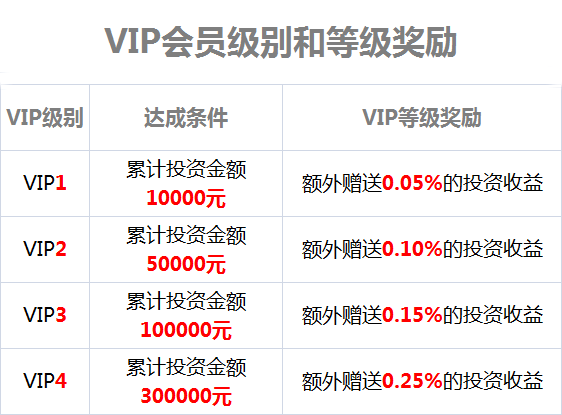 VIP会员级别和等级奖励
VIP级别 达成条件 VIP等级奖励
VIP1 累计投资金额 10000元 额外赠送0.05%的投资收益
VIP2 累计投资金额 50000元 额外赠送0.10%的投资收益
VIP3 累计投资金额 100000元 额外赠送0.15%的投资收益
VIP4 累计投资金额 300000元 额外赠送0.25%的投资收益